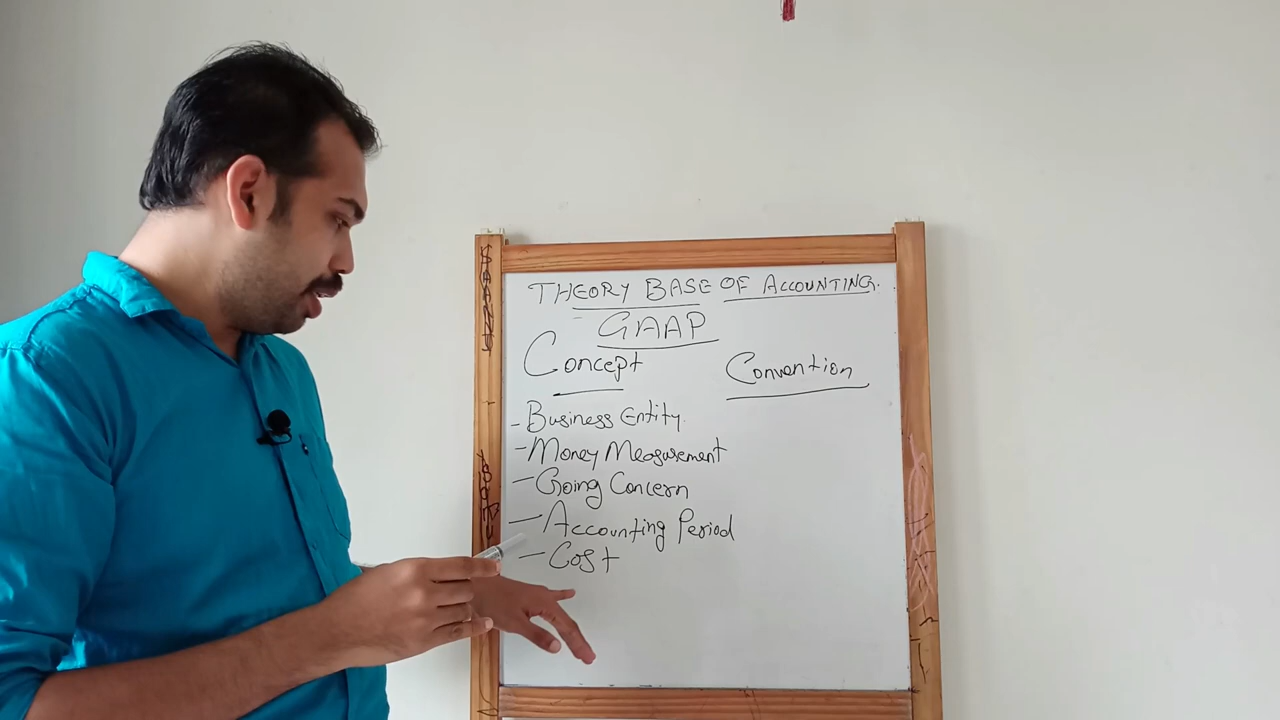 THEORY BASE OF ACCOUNTING.
GAAP
Concept
Convention
- Business Entity.
- Money Measurement
- Going Concern
- Accounting Period
- Cost